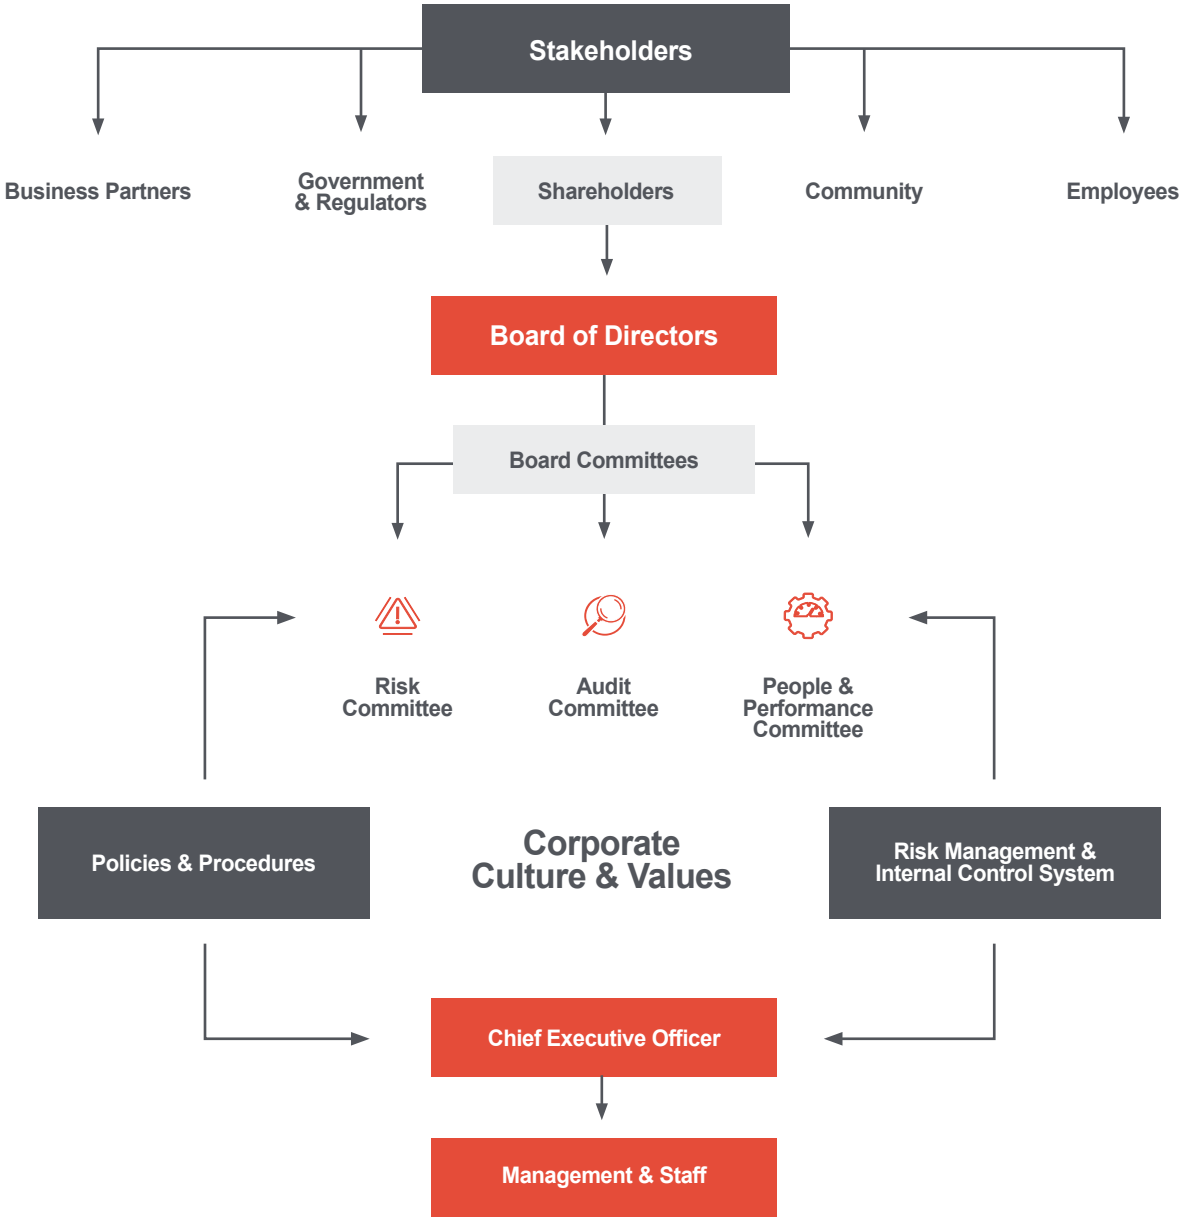 Stakeholders
Business Partners
Government
& Regulators
Shareholders
Community
Employees
Board of Directors
Board Committees
Risk
Committee
Audit
Committee
People &
Performance
Committee
Policies & Procedures
Corporate
Culture & Values
Risk Management &
Internal Control System
Chief Executive Officer
Management & Staff